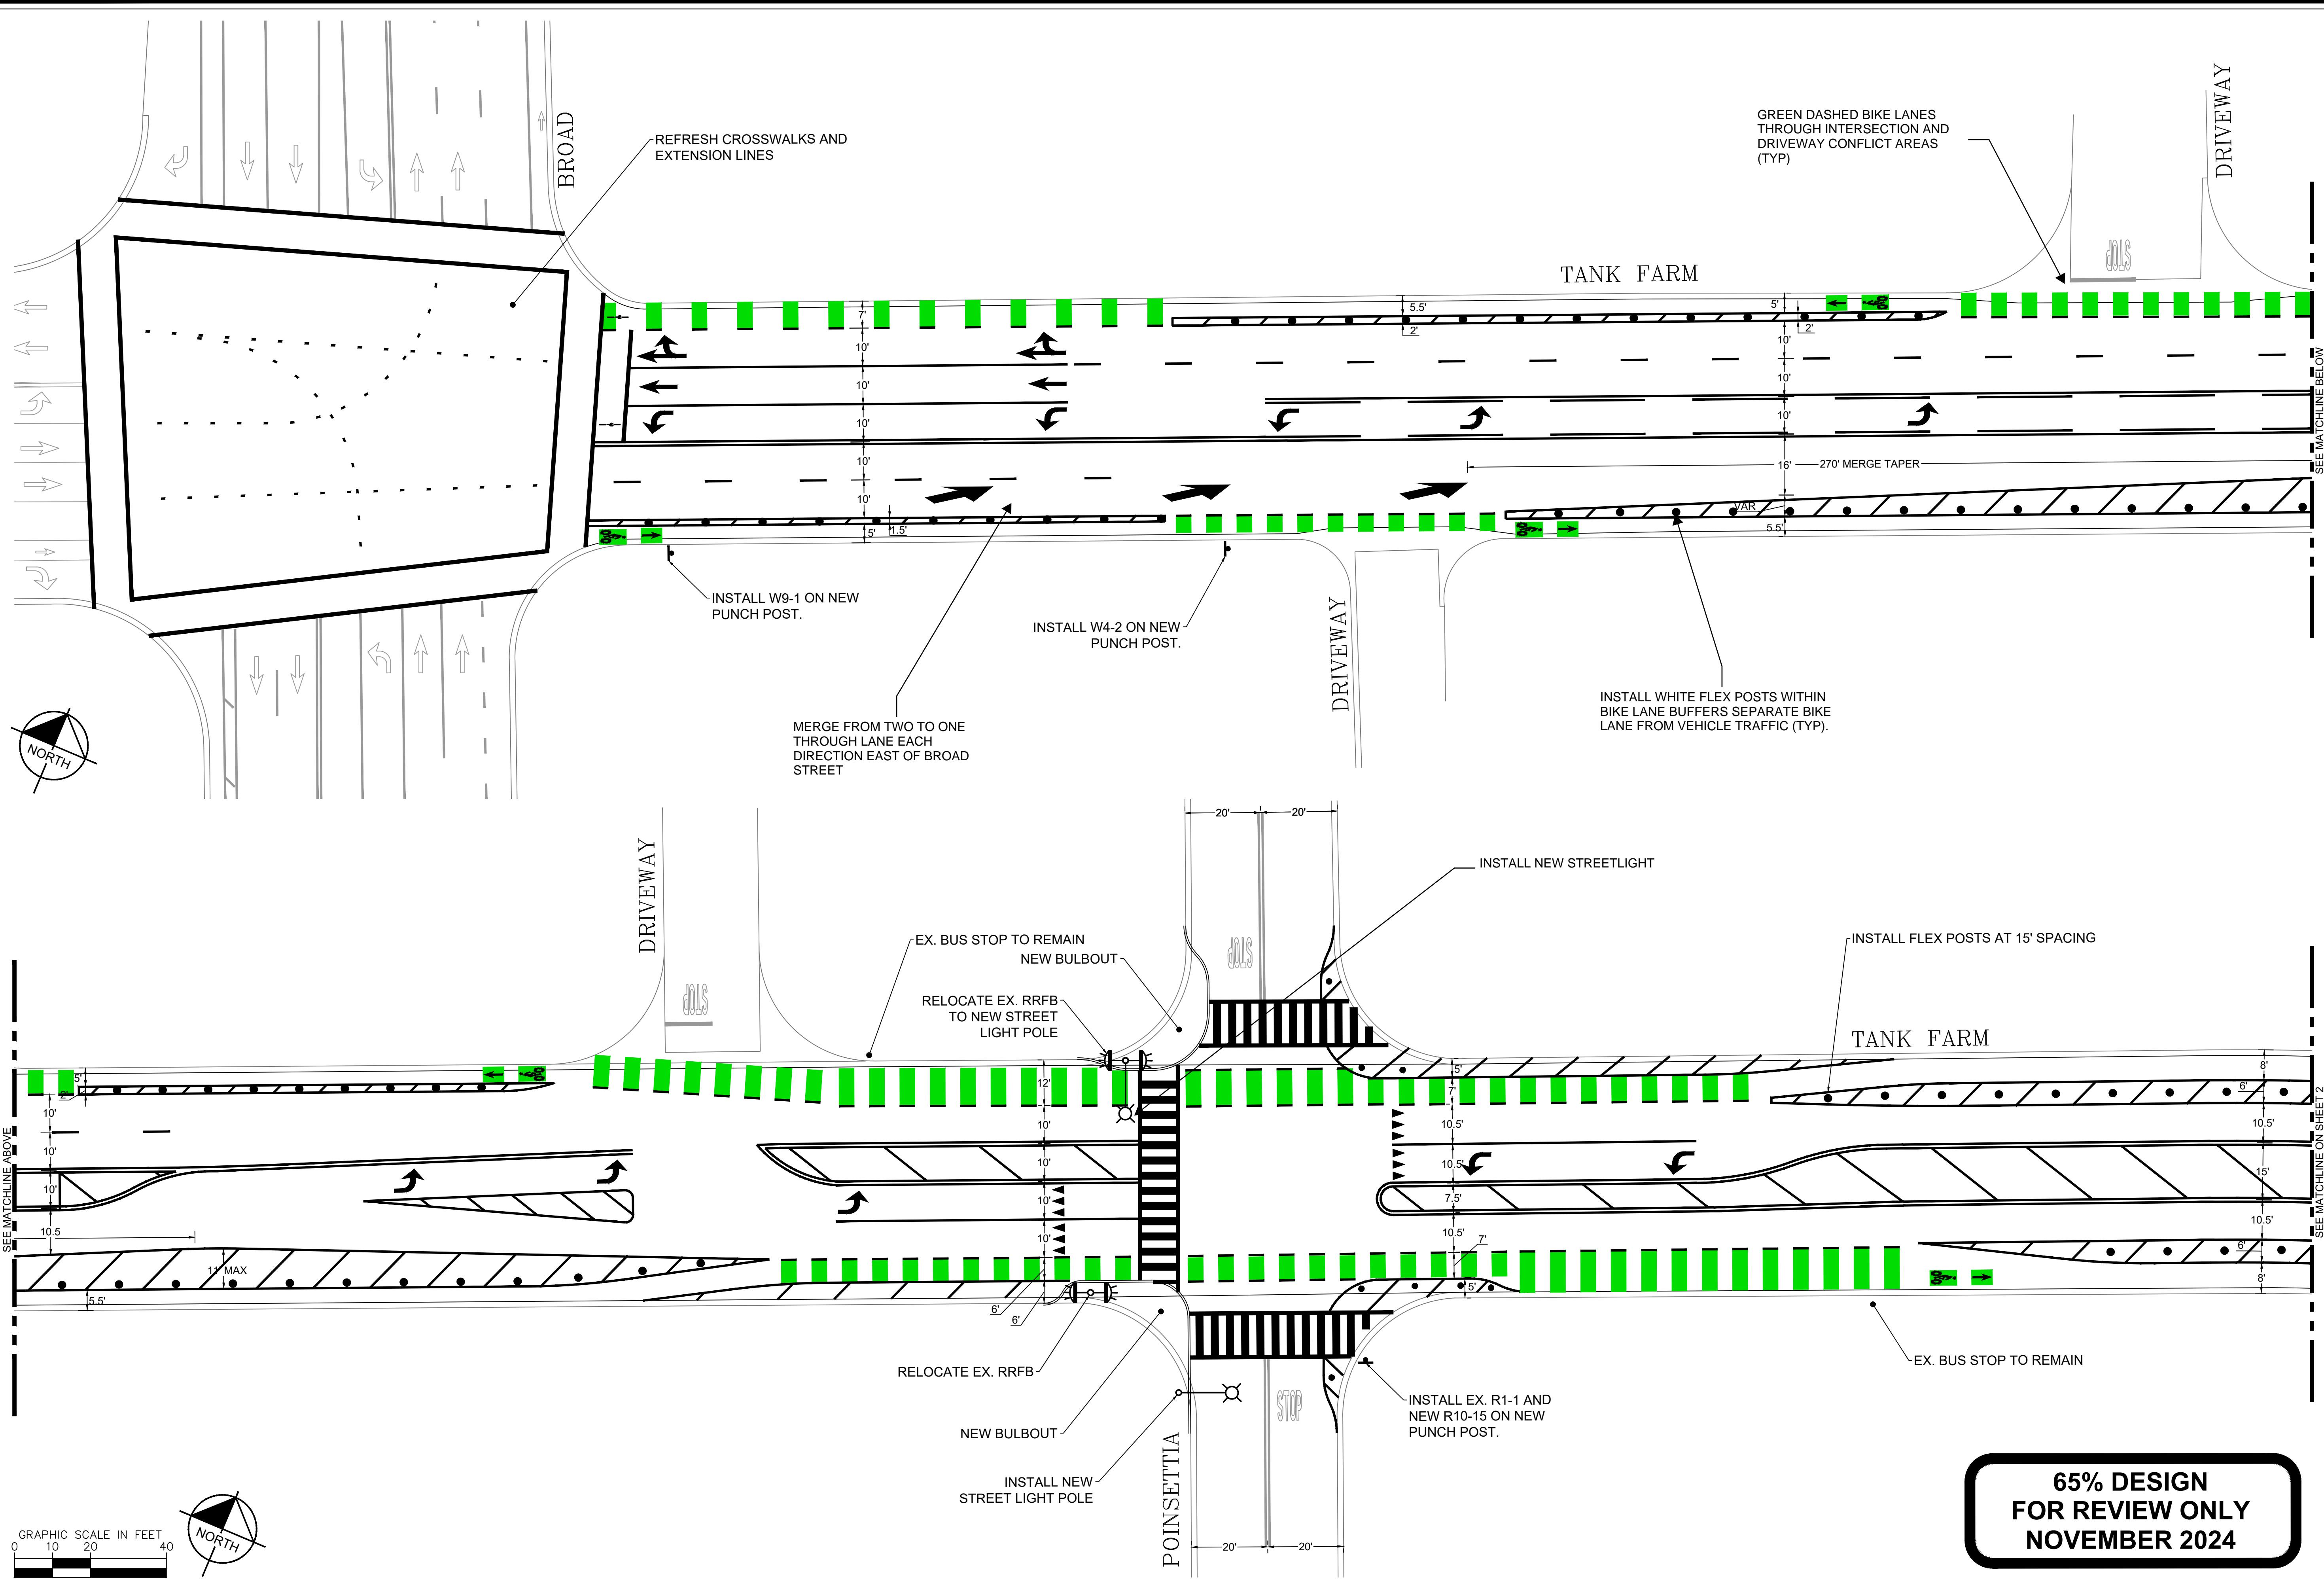 BROAD
REFRESH CROSSWALKS AND
EXTENSION LINES
GREEN DASHED BIKE LANES
THROUGH INTERSECTION AND
DRIVEWAY CONFLICT AREAS
(TYP)
DRIVEWAY
STOP
TANK FARM
7'
10'
10'
10'
10'
10'
5'
1.5'
5.5'
2'
5'
2'
10'
10'
10'
16'
270' MERGE TAPER
VAR
5.5'
SEE MATCHLINE BELOW
INSTALL W9-1 ON NEW
PUNCH POST.
INSTALL W4-2 ON NEW
PUNCH POST.
DRIVEWAY
MERGE FROM TWO TO ONE
THROUGH LANE EACH
DIRECTION EAST OF BROAD
STREET
INSTALL WHITE FLEX POSTS WITHIN
BIKE LANE BUFFERS SEPARATE BIKE
LANE FROM VEHICLE TRAFFIC (TYP).
NORTH
DRIVEWAY
STOP
20'
20'
INSTALL NEW STREETLIGHT
EX. BUS STOP TO REMAIN
NEW BULBOUT
RELOCATE EX. RRFB
TO NEW STREET
LIGHT POLE
STOP
INSTALL FLEX POSTS AT 15' SPACING
TANK FARM
SEE MATCHLINE ABOVE
5'
2'
10'
10'
10'
10.5
11' MAX
5.5'
12'
10'
10'
10'
10'
6'
6'
5'
7'
10.5'
10.5'
7.5'
10.5'
7'
5'
8'
6'
10.5'
15'
10.5'
6'
8'
SEE MATCHLINE ON SHEET 2
RELOCATE EX. RRFB
NEW BULBOUT
INSTALL NEW
STREET LIGHT POLE
POINSETTIA
STOP
INSTALL EX. R1-1 AND
NEW R10-15 ON NEW
PUNCH POST.
EX. BUS STOP TO REMAIN
20'
20'
GRAPHIC SCALE IN FEET
0 10 20 40
NORTH
65% DESIGN
FOR REVIEW ONLY
NOVEMBER 2024